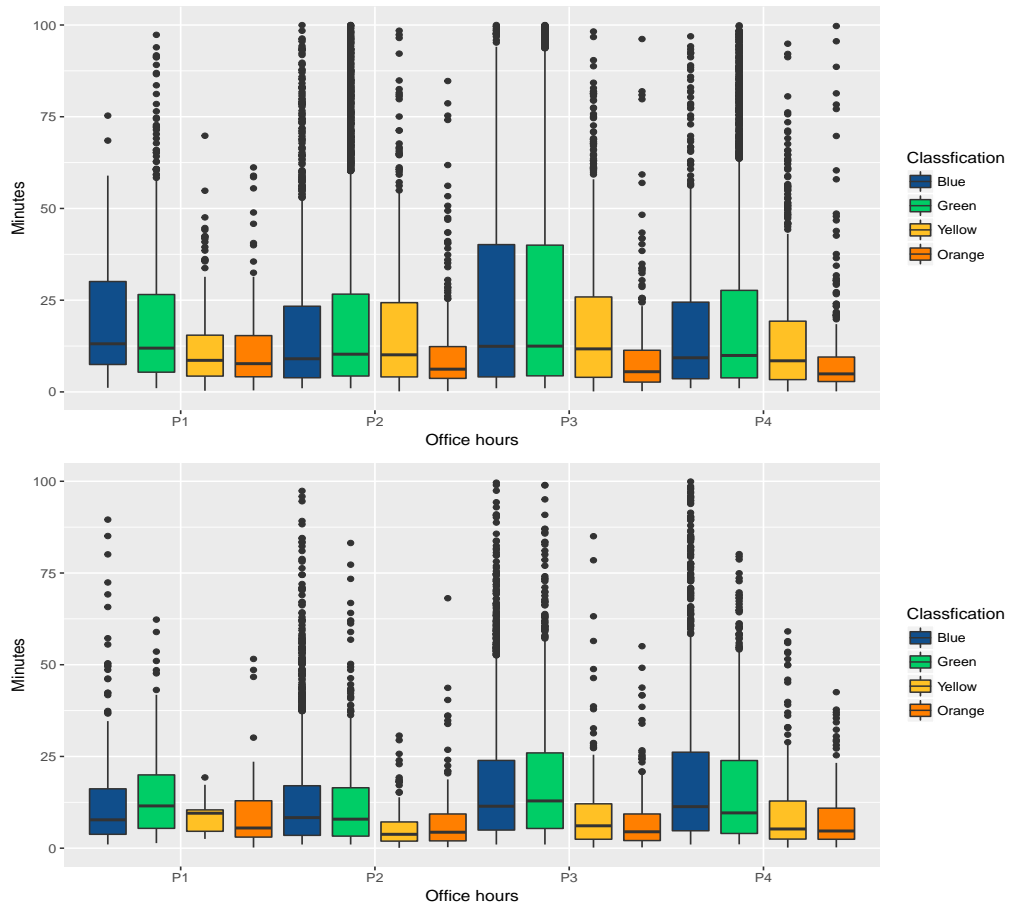 100
75
50
25
0
Minutes
P1 P2 P3 P4
Office hours
Classfication
Blue
Green
Yellow
Orange
100
75
50
25
0
Minutes
P1 P2 P3 P4
Office hours
Classfication
Blue
Green
Yellow
Orange